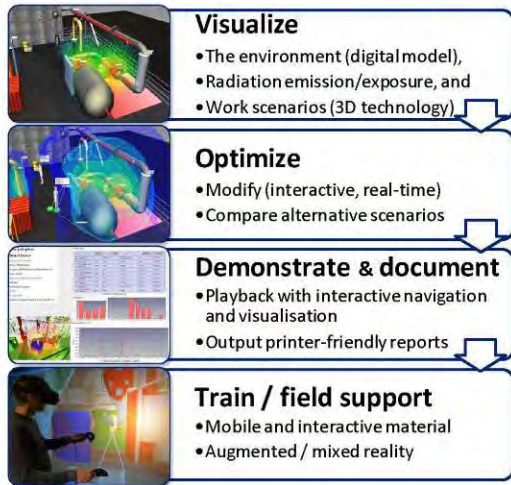 Visualize
•The environment (digital model),
•Radiation emission/exposure, and
•Work scenarios (3D technology)
Optimize
•Modify (interactive, real-time)
•Compare alternative scenarios
Demonstrate & document
•Playback with interactive navigation
and visualisation
•Output printer-friendly reports
Train / field support
•Mobile and interactive material
•Augmented / mixed reality